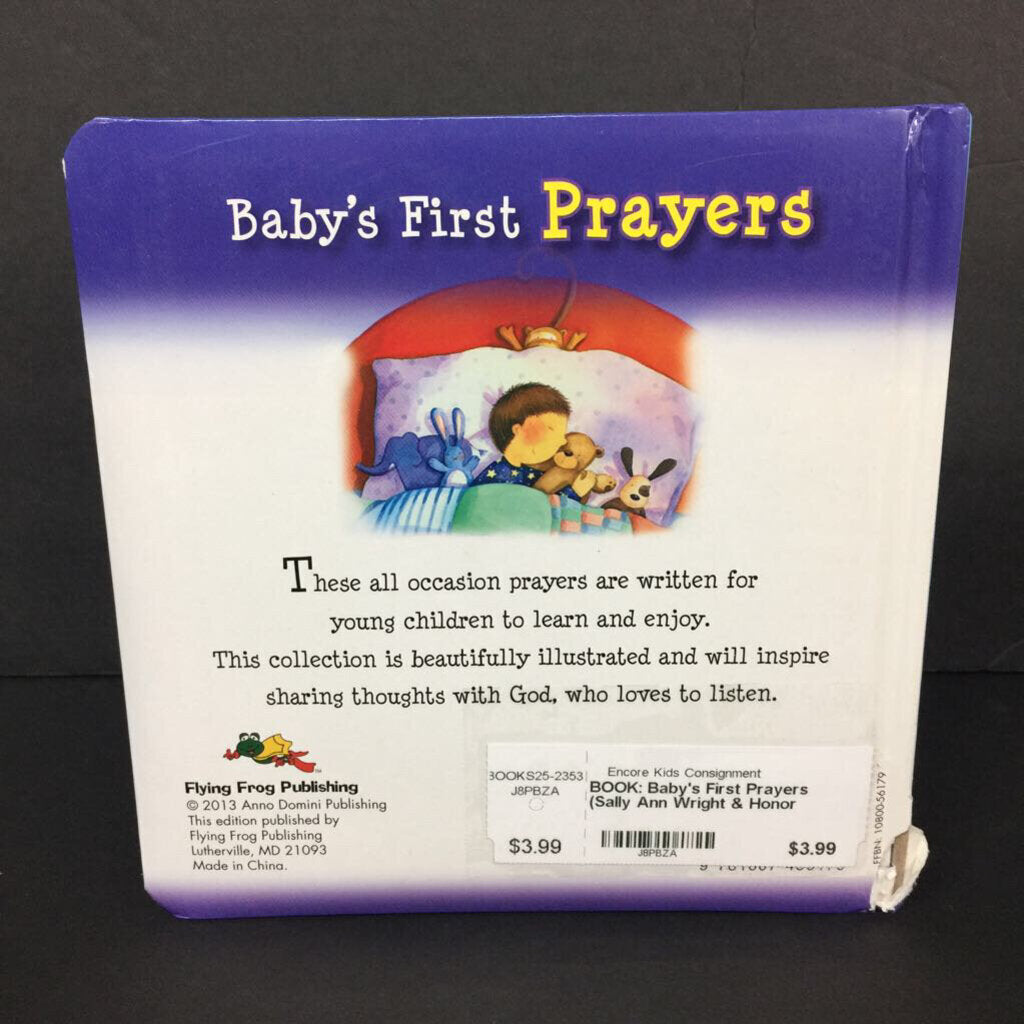 Baby's First Prayers
These all occasion prayers are written for
young children to learn and enjoy.
This collection is beautifully illustrated and will inspire
sharing thoughts with God, who loves to listen.
Flying Frog Publishing
© 2013 Anno Domini Publishing
This edition published by
Flying Frog Publishing
Lutherville, MD 21093
Made in China.
BOOKS25-2353
J8PBZA
$3.99
Encore Kids Consignment
BOOK: Baby's First Prayers
(Sally Ann Wright & Honor
J8PBZA
$3.99
10800-56179